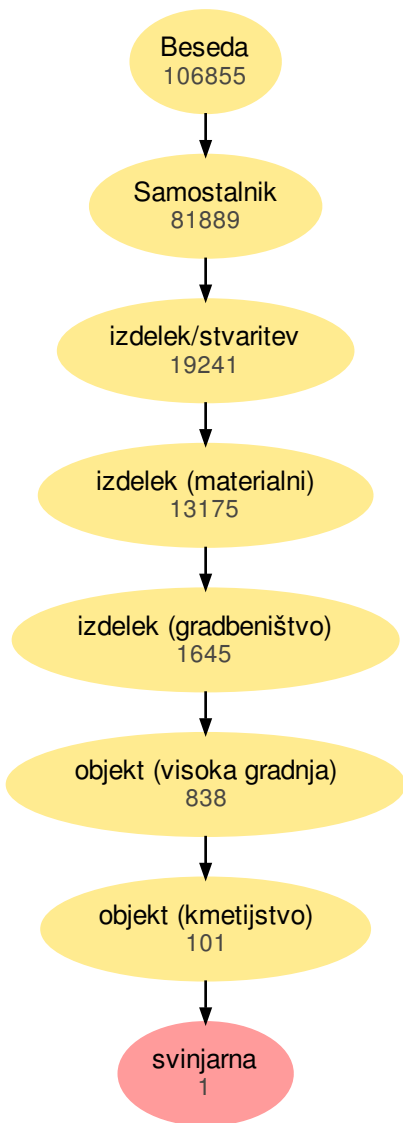 Beseda
106855
Samostalnik
81889
izdelek/stvaritev
19241
izdelek (materialni)
13175
izdelek (gradbeništvo)
1645
objekt (visoka gradnja)
838
objekt (kmetijstvo)
101
svinjarna
1